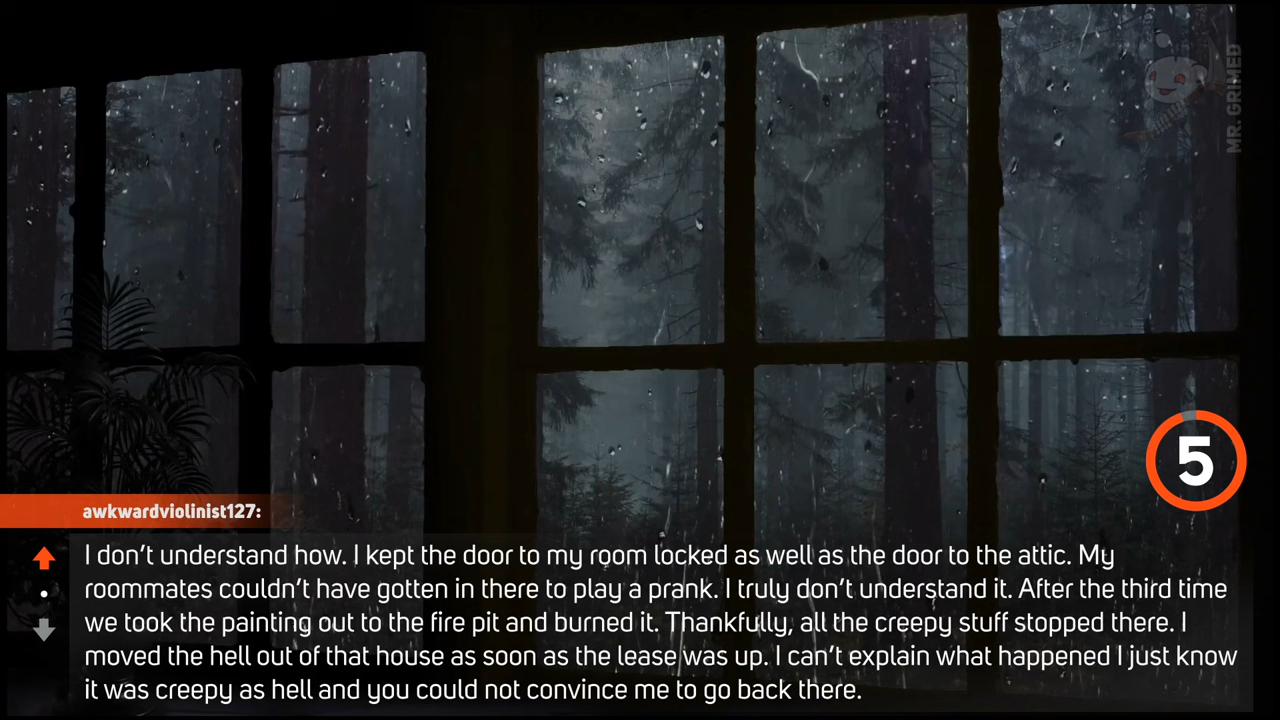 MR. GRIMED
5
awkwardviolinist127:
I don't understand how. I kept the door to my room locked as well as the door to the attic. My
roommates couldn't have gotten in there to play a prank. I truly don't understand it. After the third time
we took the painting out to the fire pit and burned it. Thankfully, all the creepy stuff stopped there. I
moved the hell out of that house as soon as the lease was up. I can't explain what happened I just know
it was creepy as hell and you could not convince me to go back there.